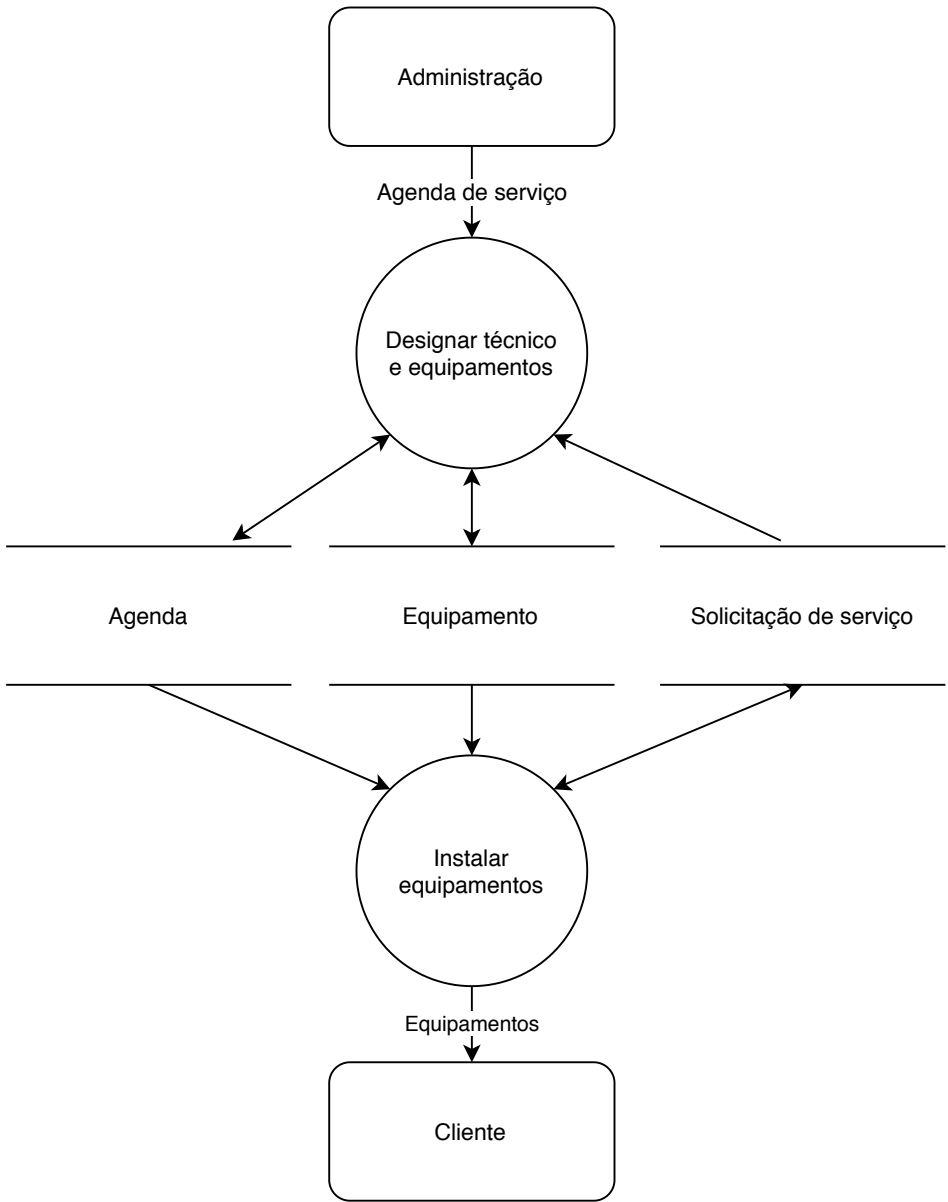 Administração
Agenda de serviço
Designar técnico
e equipamentos
Agenda
Equipamento
Solicitação de serviço
Instalar
equipamentos
Equipamentos
Cliente